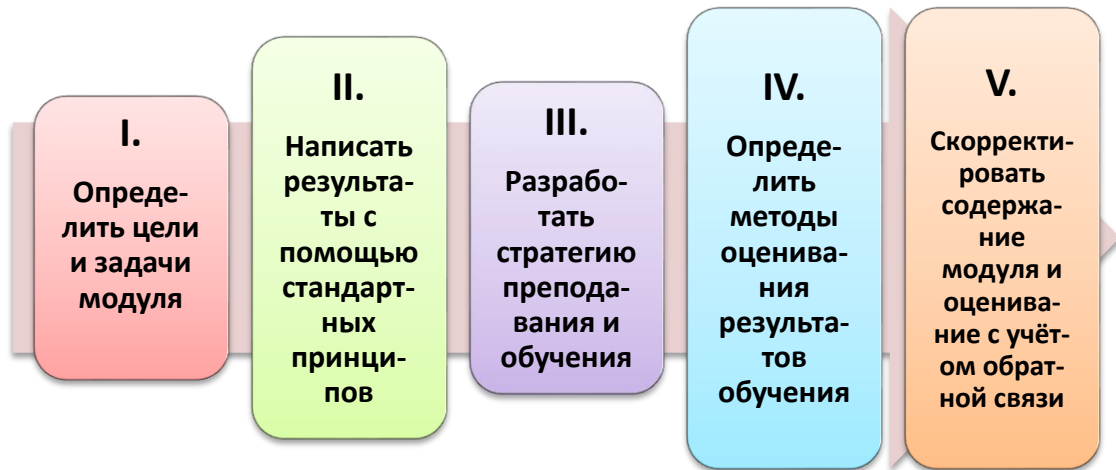 I.
Опреде-
лить цели
и задачи
модуля
II.
Написать
результа-
ты с
помощью
стандарт-
ных
принци-
пов
III.
Разрабо-
тать
стратегию
препода-
вания и
обучения
IV.
Опреде-
лить
методы
оценива-
ния
результа-
тов
обучения
V.
Скорректи-
ровать
содержа-
ние
модуля и
оценива-
ние с учёт-
ом обрат-
ной связи